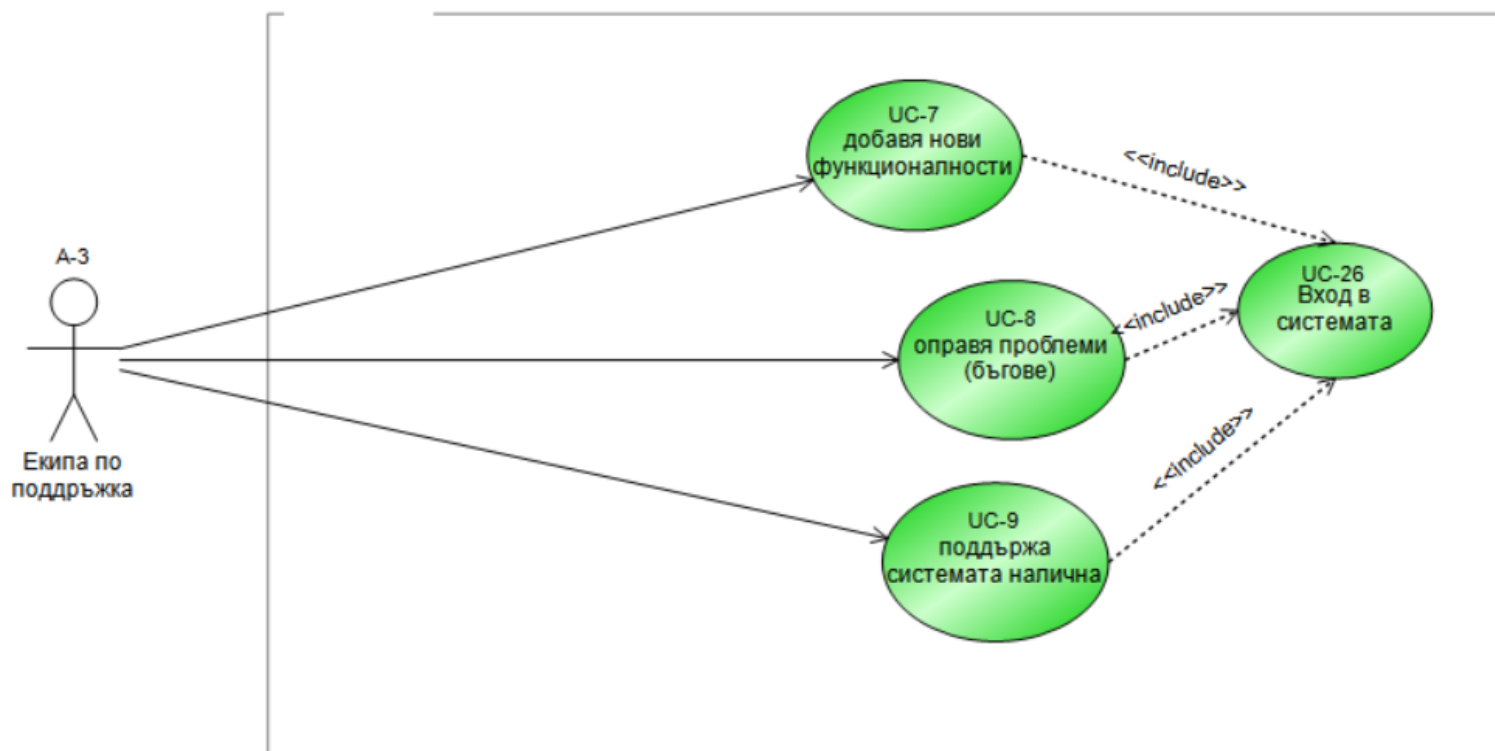 UC-7
добавя нови
функционалности
<<include>>
A-3
UC-26
Вход в
системата
<<include>>
UC-8
оправя проблеми
(бъгове)
<<include>>
Екипа по
поддръжка
UC-9
поддържа
системата налична